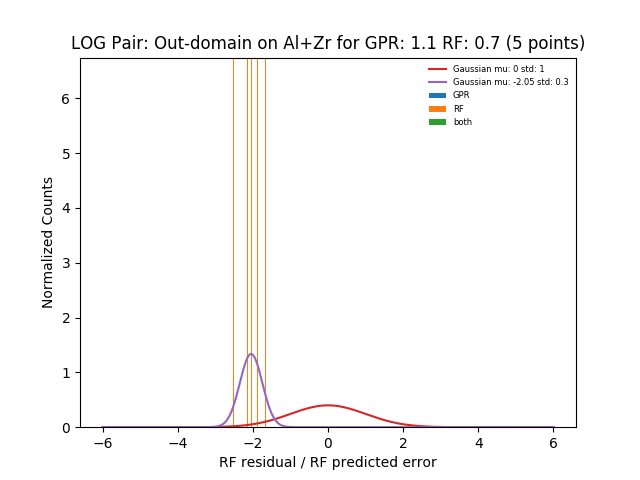 LOG Pair: Out-domain on Al+Zr for GPR: 1.1 RF: 0.7 (5 points)
Gaussian mu: 0 std: 1
Gaussian mu: -2.05 std: 0.3
GPR
RF
both
Normalized Counts
6
5
4
3
2
1
0
−6 −4 −2 0 2 4 6
RF residual / RF predicted error